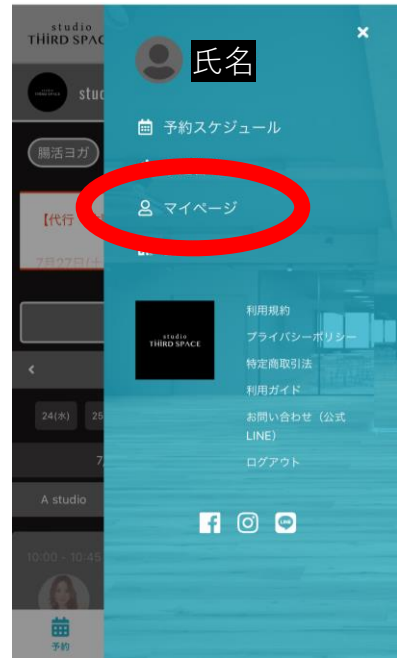 studio
THIRD SPAC
氏名
stud
予約スケジュール
腸活ヨガ
マイページ
【代行
7月27日(土
利用規約
プライバシーポリシー
studio
THIRD SPACE
特定商取引法
利用ガイド
24(水) 25
お問い合わせ（公式
LINE）
7
ログアウト
A studio
10:00 - 10:45
予約